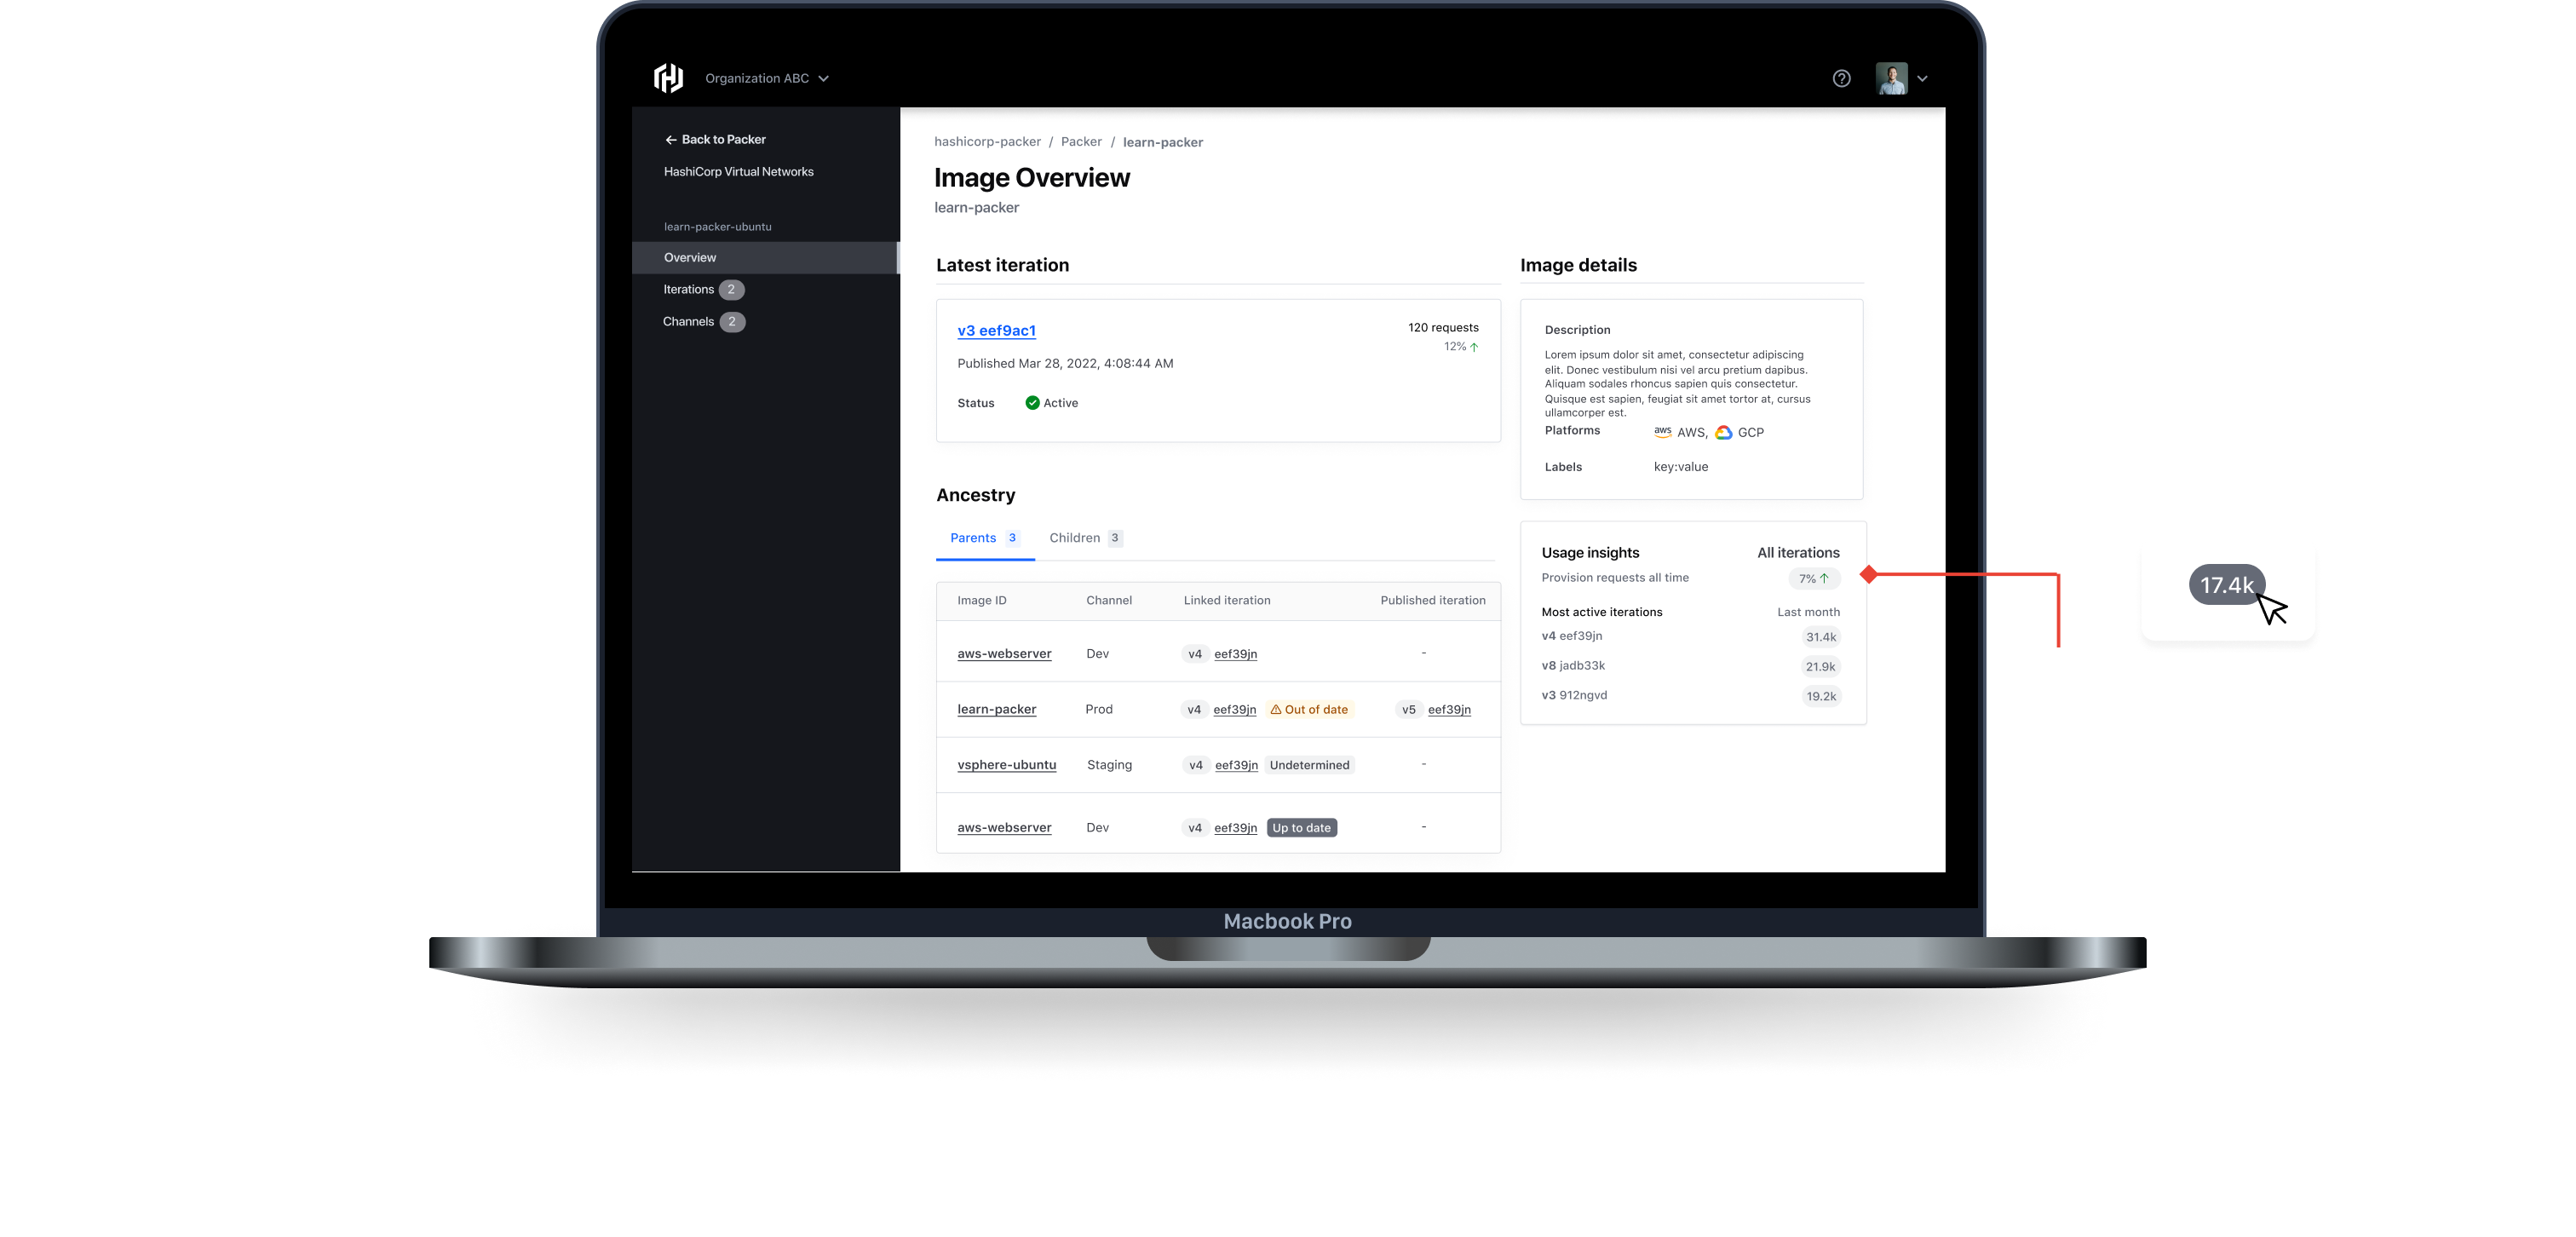 Organization ABC
Back to Packer
HashiCorp Virtual Networks
learn-packer-ubuntu
Overview
Iterations 2
Channels 2
hashicorp-packer / Packer / learn-packer
Image Overview
learn-packer
Latest iteration
v3 eef9ac1
120 requests
12%
Published Mar 28, 2022, 4:08:44 AM
Status Active
Ancestry
Parents 3 Children 3
Image ID Channel Linked iteration Published iteration
aws-webserver Dev v4 eef39jn -
learn-packer Prod v4 eef39jn Out of date v5 eef39jn
vsphere-ubuntu Staging v4 eef39jn Undetermined -
aws-webserver Dev v4 eef39jn Up to date -
Image details
Description
Lorem ipsum dolor sit amet, consectetur adipiscing
elit. Donec vestibulum nisi vel arcu pretium dapibus.
Aliquam sodales rhoncus sapien quis consectetur.
Quisque est sapien, feugiat sit amet tortor at, cursus
ullamcorper est.
Platforms aws AWS, GCP
Labels key:value
Usage insights All iterations
Provision requests all time 7%
Most active iterations Last month
v4 eef39jn 31.4k
v8 jadb33k 21.9k
v3 912ngvd 19.2k
17.4k
Macbook Pro